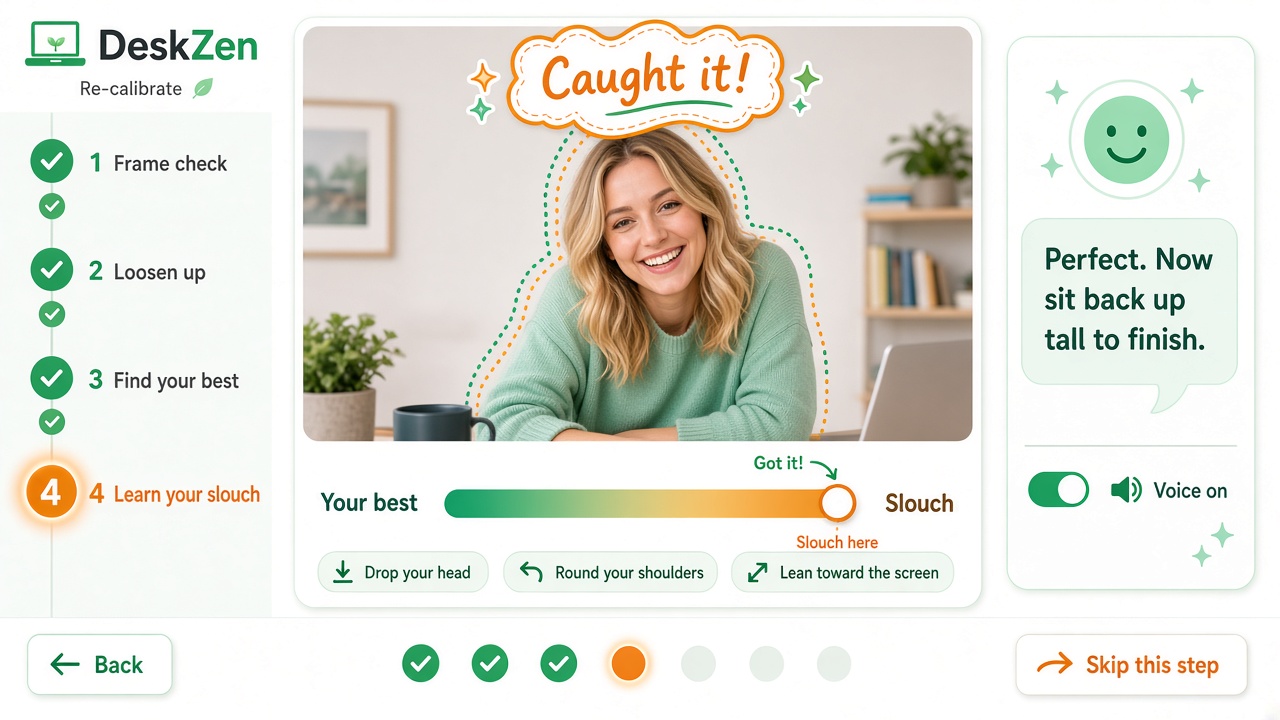 DeskZen
Re-calibrate
1 Frame check
2 Loosen up
3 Find your best
4 4 Learn your slouch
Caught it!
Got it!
Your best
Slouch
Slouch here
Drop your head
Round your shoulders
Lean toward the screen
Perfect. Now
sit back up
tall to finish.
Voice on
Back
Skip this step